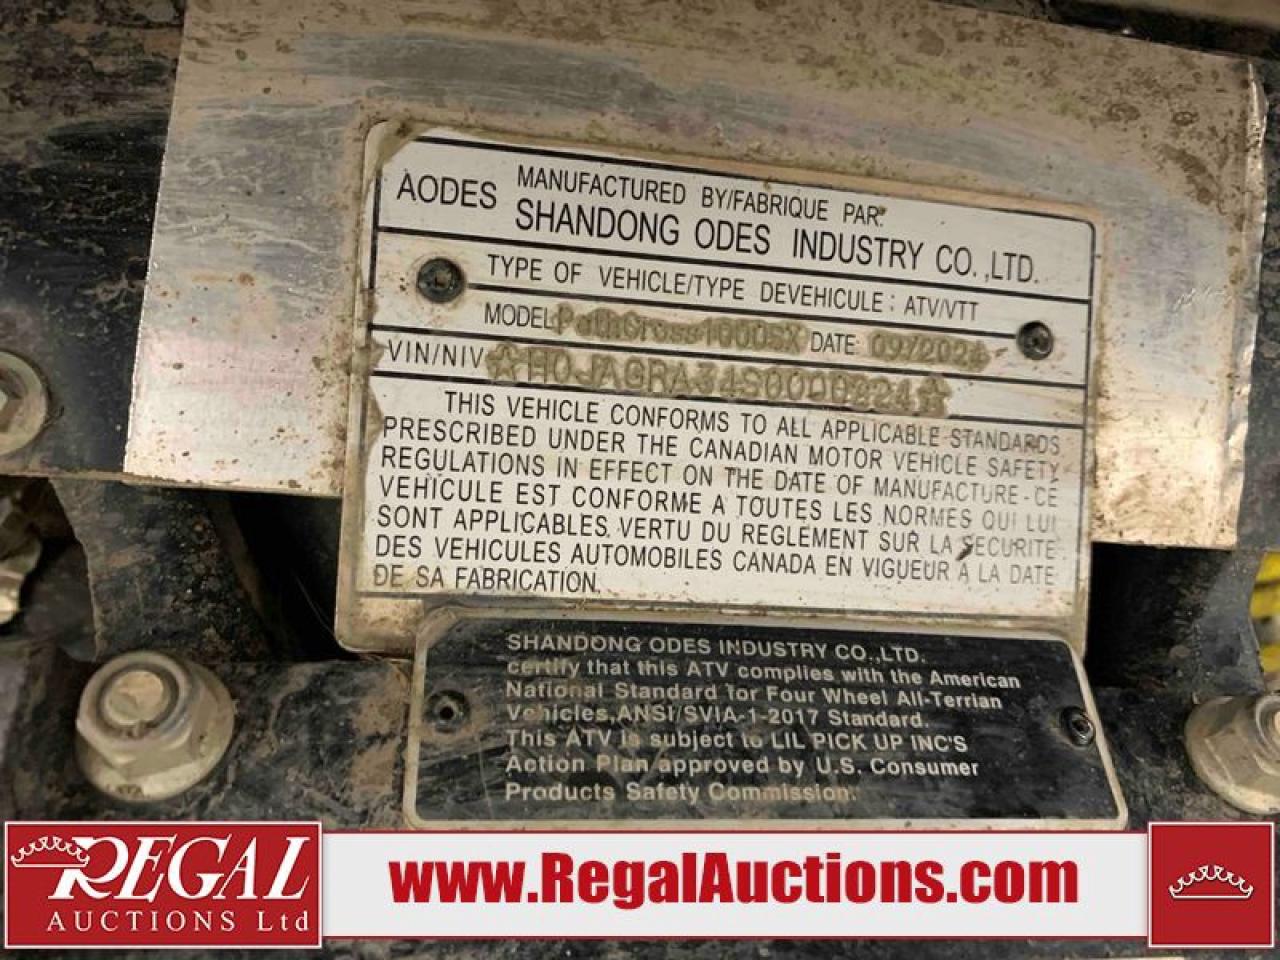 AODES
MANUFACTURED BY/FABRIQUE PAR:
SHANDONG ODES INDUSTRY CO.,LTD.
TYPE OF VEHICLE/TYPE DEVEHICULE: ATV/VTT
MODEL PathCross1000SX DATE 09/2024
VIN/NIV ☆H0JAGRA34S0000224☆
THIS VEHICLE CONFORMS TO ALL APPLICABLE STANDARDS
PRESCRIBED UNDER THE CANADIAN MOTOR VEHICLE SAFETY
REGULATIONS IN EFFECT ON THE DATE OF MANUFACTURE - CE
VEHICULE EST CONFORME A TOUTES LES NORMES QUI LUI
SONT APPLICABLES VERTU DU REGLEMENT SUR LA SECURITE
DES VEHICULES AUTOMOBILES CANADA EN VIGUEUR A LA DATE
DE SA FABRICATION.
SHANDONG ODES INDUSTRY CO.,LTD.
certify that this ATV complies with the American
National Standard for Four Wheel All-Terrian
Vehicles,ANSI/SVIA-1-2017 Standard.
This ATV is subject to LIL PICK UP INC'S
Action Plan approved by U.S. Consumer
Products Safety Commission.
REGAL
AUCTIONS Ltd
www.RegalAuctions.com